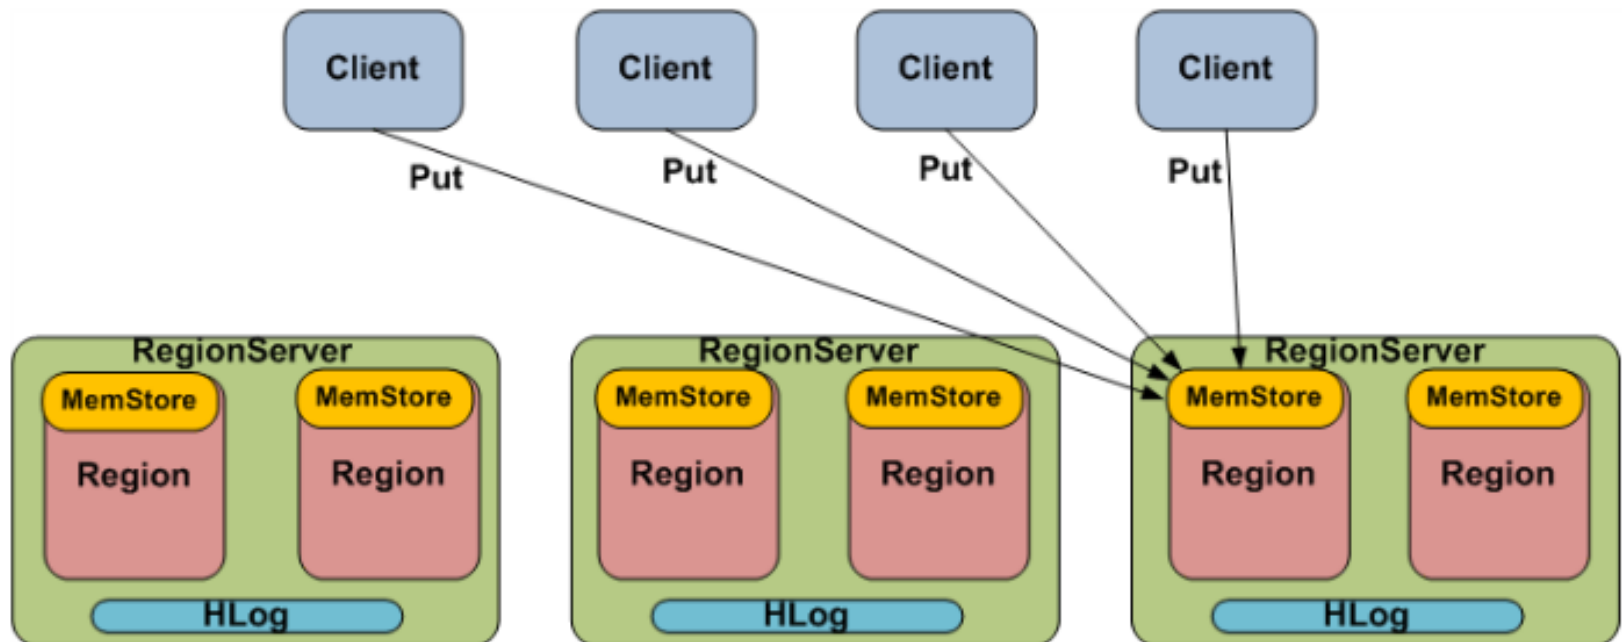 Client Client Client Client
Put Put Put Put
RegionServer RegionServer RegionServer
MemStore MemStore MemStore MemStore MemStore MemStore
Region Region Region Region Region Region
HLog HLog HLog